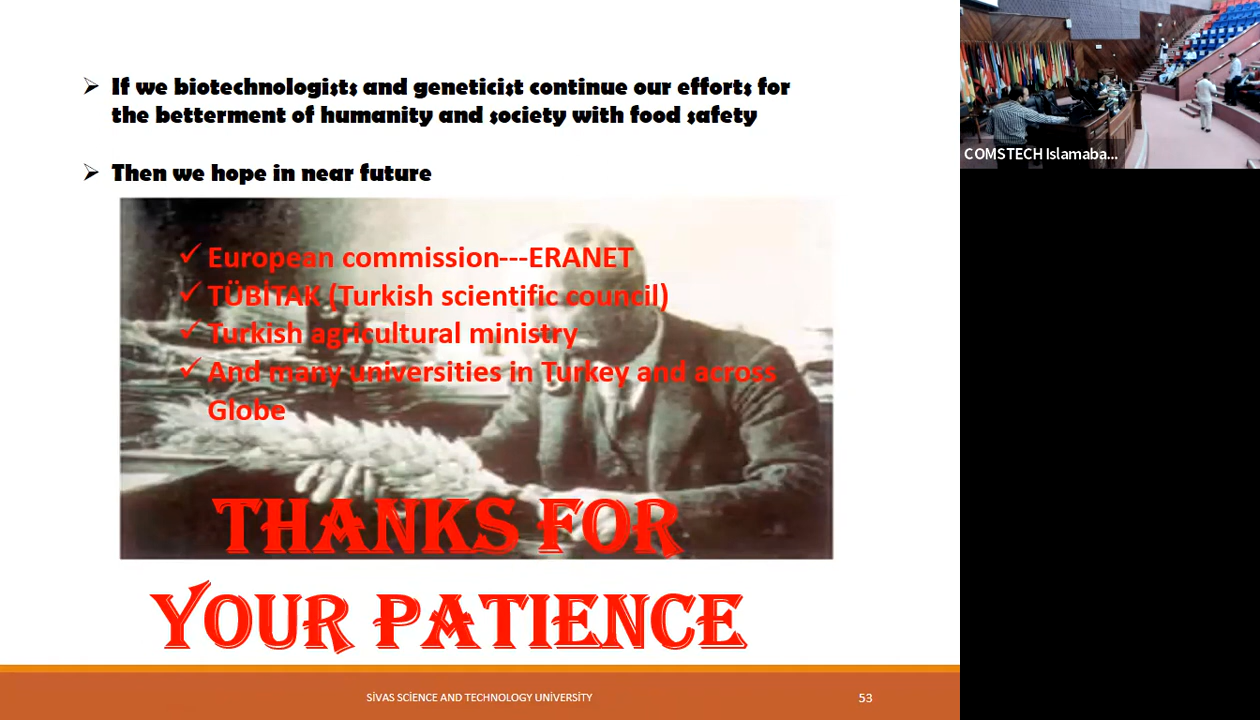 ➢ If we biotechnologists and geneticist continue our efforts for
the betterment of humanity and society with food safety
➢ Then we hope in near future
✓ European commission---ERANET
✓ TÜBİTAK (Turkish scientific council)
✓ Turkish agricultural ministry
✓ And many universities in Turkey and across
Globe
THANKS FOR
YOUR PATIENCE
SİVAS SCİENCE AND TECHNOLOGY UNİVERSİTY
53
COMSTECH Islamaba...